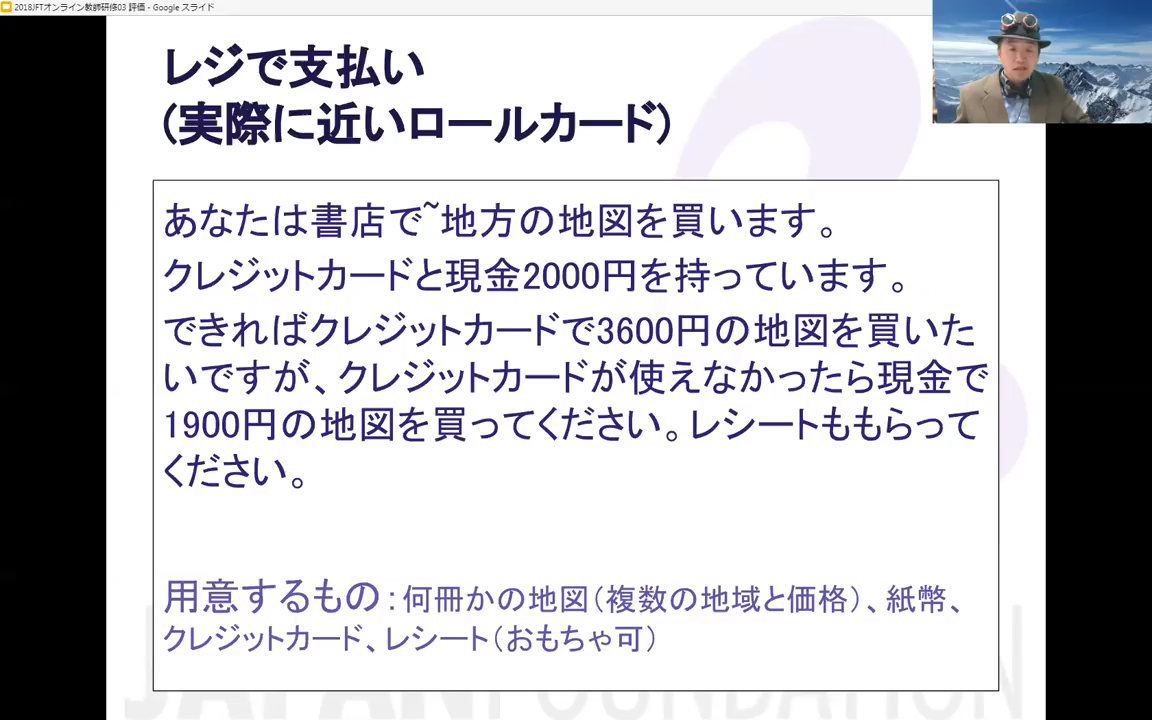 2018JFTオンライン教師研修03 評価 - Google スライド
レジで支払い
(実際に近いロールカード)
あなたは書店で~地方の地図を買います。
クレジットカードと現金2000円を持っています。
できればクレジットカードで3600円の地図を買いた
いですが、クレジットカードが使えなかったら現金で
1900円の地図を買ってください。レシートももらって
ください。
用意するもの:何冊かの地図(複数の地域と価格)、紙幣、
クレジットカード、レシート(おもちゃ可)
JAPAN FOUNDATION